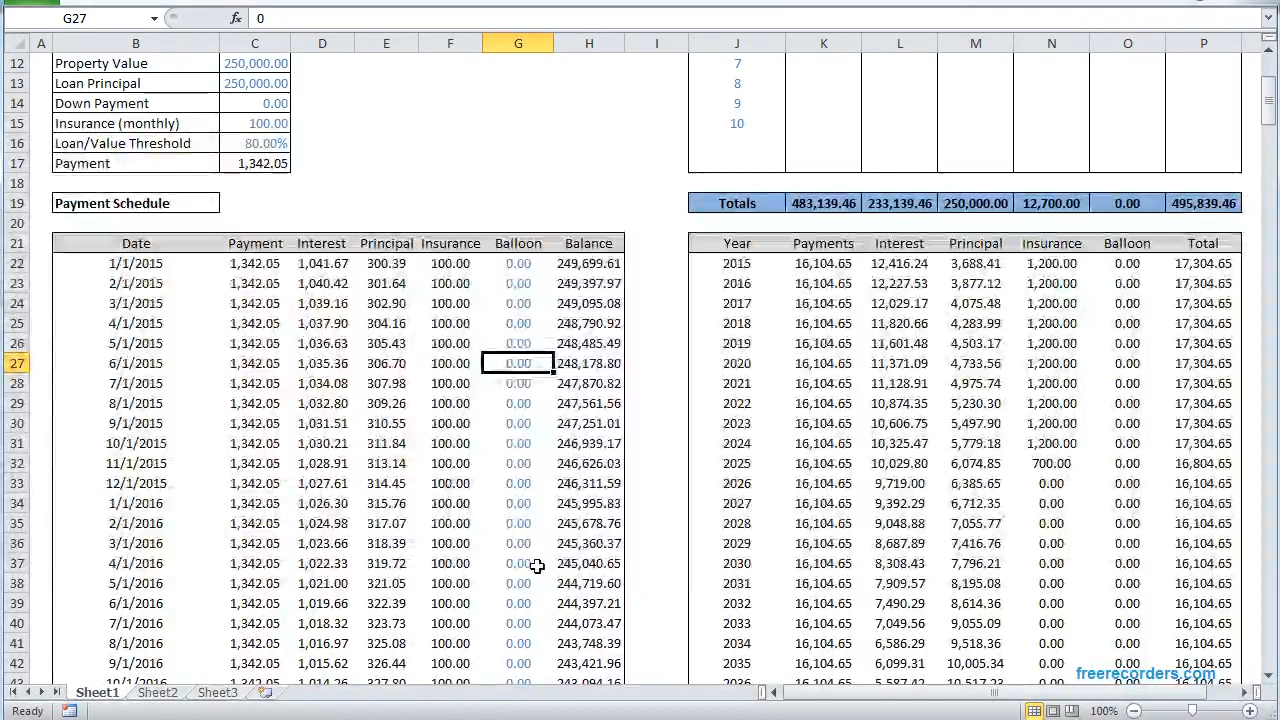 G27 fx 0
A B C D E F G H I J K L M N O P
12 Property Value 250,000.00 7
13 Loan Principal 250,000.00 8
14 Down Payment 0.00 9
15 Insurance (monthly) 100.00 10
16 Loan/Value Threshold 80.00%
17 Payment 1,342.05
18
19 Payment Schedule Totals 483,139.46 233,139.46 250,000.00 12,700.00 0.00 495,839.46
20
21 Date Payment Interest Principal Insurance Balloon Balance Year Payments Interest Principal Insurance Balloon Total
22 1/1/2015 1,342.05 1,041.67 300.39 100.00 0.00 249,699.61 2015 16,104.65 12,416.24 3,688.41 1,200.00 0.00 17,304.65
23 2/1/2015 1,342.05 1,040.42 301.64 100.00 0.00 249,397.97 2016 16,104.65 12,227.53 3,877.12 1,200.00 0.00 17,304.65
24 3/1/2015 1,342.05 1,039.16 302.90 100.00 0.00 249,095.08 2017 16,104.65 12,029.17 4,075.48 1,200.00 0.00 17,304.65
25 4/1/2015 1,342.05 1,037.90 304.16 100.00 0.00 248,790.92 2018 16,104.65 11,820.66 4,283.99 1,200.00 0.00 17,304.65
26 5/1/2015 1,342.05 1,036.63 305.43 100.00 0.00 248,485.49 2019 16,104.65 11,601.48 4,503.17 1,200.00 0.00 17,304.65
27 6/1/2015 1,342.05 1,035.36 306.70 100.00 0.00 248,178.80 2020 16,104.65 11,371.09 4,733.56 1,200.00 0.00 17,304.65
28 7/1/2015 1,342.05 1,034.08 307.98 100.00 0.00 247,870.82 2021 16,104.65 11,128.91 4,975.74 1,200.00 0.00 17,304.65
29 8/1/2015 1,342.05 1,032.80 309.26 100.00 0.00 247,561.56 2022 16,104.65 10,874.35 5,230.30 1,200.00 0.00 17,304.65
30 9/1/2015 1,342.05 1,031.51 310.55 100.00 0.00 247,251.01 2023 16,104.65 10,606.75 5,497.90 1,200.00 0.00 17,304.65
31 10/1/2015 1,342.05 1,030.21 311.84 100.00 0.00 246,939.17 2024 16,104.65 10,325.47 5,779.18 1,200.00 0.00 17,304.65
32 11/1/2015 1,342.05 1,028.91 313.14 100.00 0.00 246,626.03 2025 16,104.65 10,029.80 6,074.85 700.00 0.00 16,804.65
33 12/1/2015 1,342.05 1,027.61 314.45 100.00 0.00 246,311.59 2026 16,104.65 9,719.00 6,385.65 0.00 0.00 16,104.65
34 1/1/2016 1,342.05 1,026.30 315.76 100.00 0.00 245,995.83 2027 16,104.65 9,392.29 6,712.35 0.00 0.00 16,104.65
35 2/1/2016 1,342.05 1,024.98 317.07 100.00 0.00 245,678.76 2028 16,104.65 9,048.88 7,055.77 0.00 0.00 16,104.65
36 3/1/2016 1,342.05 1,023.66 318.39 100.00 0.00 245,360.37 2029 16,104.65 8,687.89 7,416.76 0.00 0.00 16,104.65
37 4/1/2016 1,342.05 1,022.33 319.72 100.00 0.00 245,040.65 2030 16,104.65 8,308.43 7,796.21 0.00 0.00 16,104.65
38 5/1/2016 1,342.05 1,021.00 321.05 100.00 0.00 244,719.60 2031 16,104.65 7,909.57 8,195.08 0.00 0.00 16,104.65
39 6/1/2016 1,342.05 1,019.66 322.39 100.00 0.00 244,397.21 2032 16,104.65 7,490.29 8,614.36 0.00 0.00 16,104.65
40 7/1/2016 1,342.05 1,018.32 323.73 100.00 0.00 244,073.47 2033 16,104.65 7,049.56 9,055.09 0.00 0.00 16,104.65
41 8/1/2016 1,342.05 1,016.97 325.08 100.00 0.00 243,748.39 2034 16,104.65 6,586.29 9,518.36 0.00 0.00 16,104.65
42 9/1/2016 1,342.05 1,015.62 326.44 100.00 0.00 243,421.96 2035 16,104.65 6,099.31 10,005.34 0.00 0.00 16,104.65
freerecorders.com
Sheet1 Sheet2 Sheet3
Ready 100%